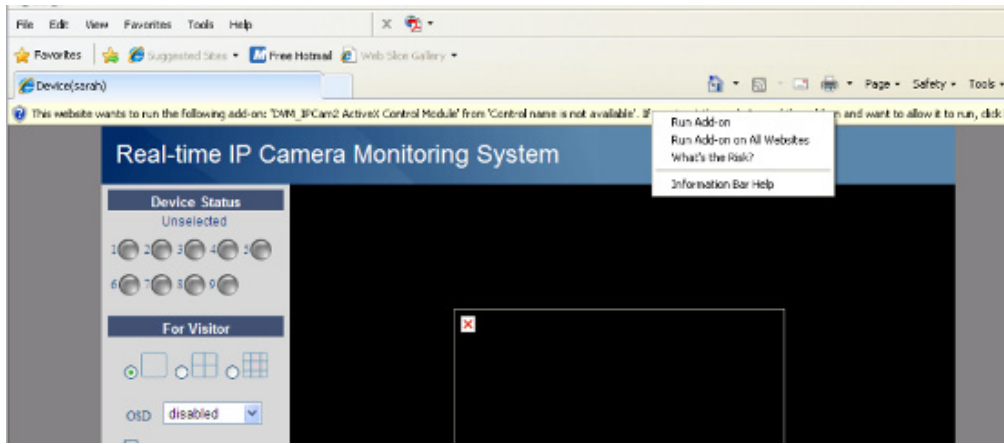 File Edit View Favorites Tools Help
Favorites Suggested Sites Free Hotmail Web Slice Gallery
Device(sarah) Page Safety Tools
This website wants to run the following add-on: 'DVM_IPCam2 ActiveX Control Module' from 'Control name is not available'. If and want to allow it to run, click
Run Add-on
Run Add-on on All Websites
What's the Risk?
Information Bar Help
Real-time IP Camera Monitoring System
Device Status
Unselected
1 2 3 4 5
6 7 8 9
For Visitor
OSD disabled